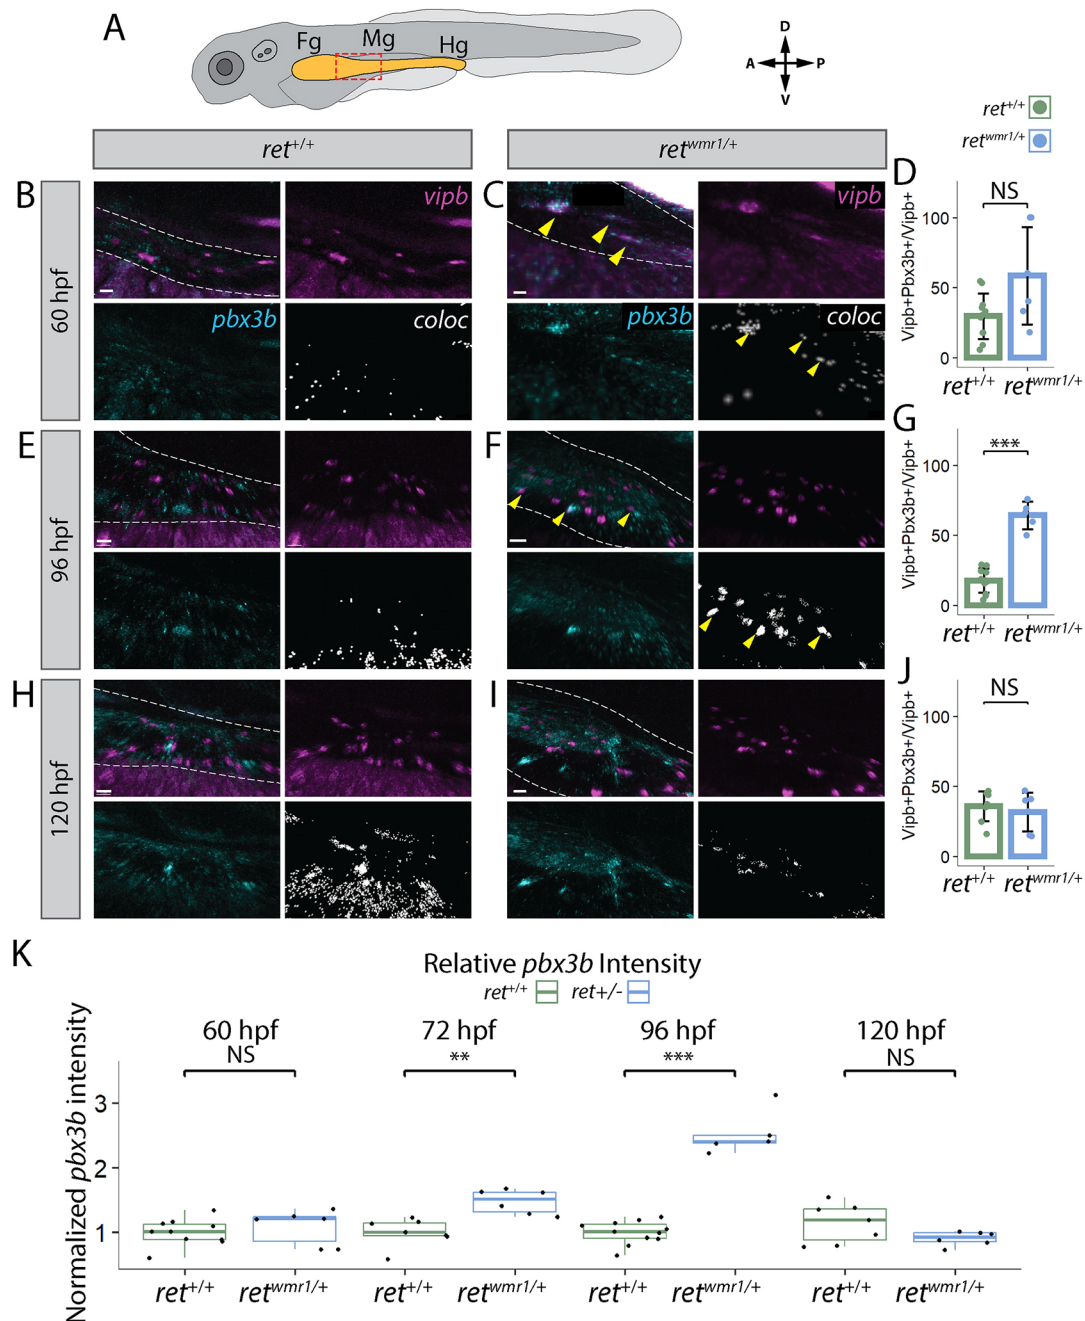 A
Fg
Mg
Hg
D
A
P
V
ret+/+
retwmr1/+
ret+/+
retwmr1/+
60 hpf
B
vipb
pbx3b
coloc
C
vipb
pbx3b
coloc
D
NS
Vipb+Pbx3b+/Vipb+
100
50
0
ret+/+
retwmr1/+
96 hpf
E
F
G
***
Vipb+Pbx3b+/Vipb+
100
50
0
ret+/+
retwmr1/+
120 hpf
H
I
J
NS
Vipb+Pbx3b+/Vipb+
100
50
0
ret+/+
retwmr1/+
K
Relative pbx3b Intensity
ret+/+
ret+/-
60 hpf
72 hpf
96 hpf
120 hpf
NS
**
***
NS
Normalized pbx3b intensity
3
2
1
ret+/+
retwmr1/+
ret+/+
retwmr1/+
ret+/+
retwmr1/+
ret+/+
retwmr1/+